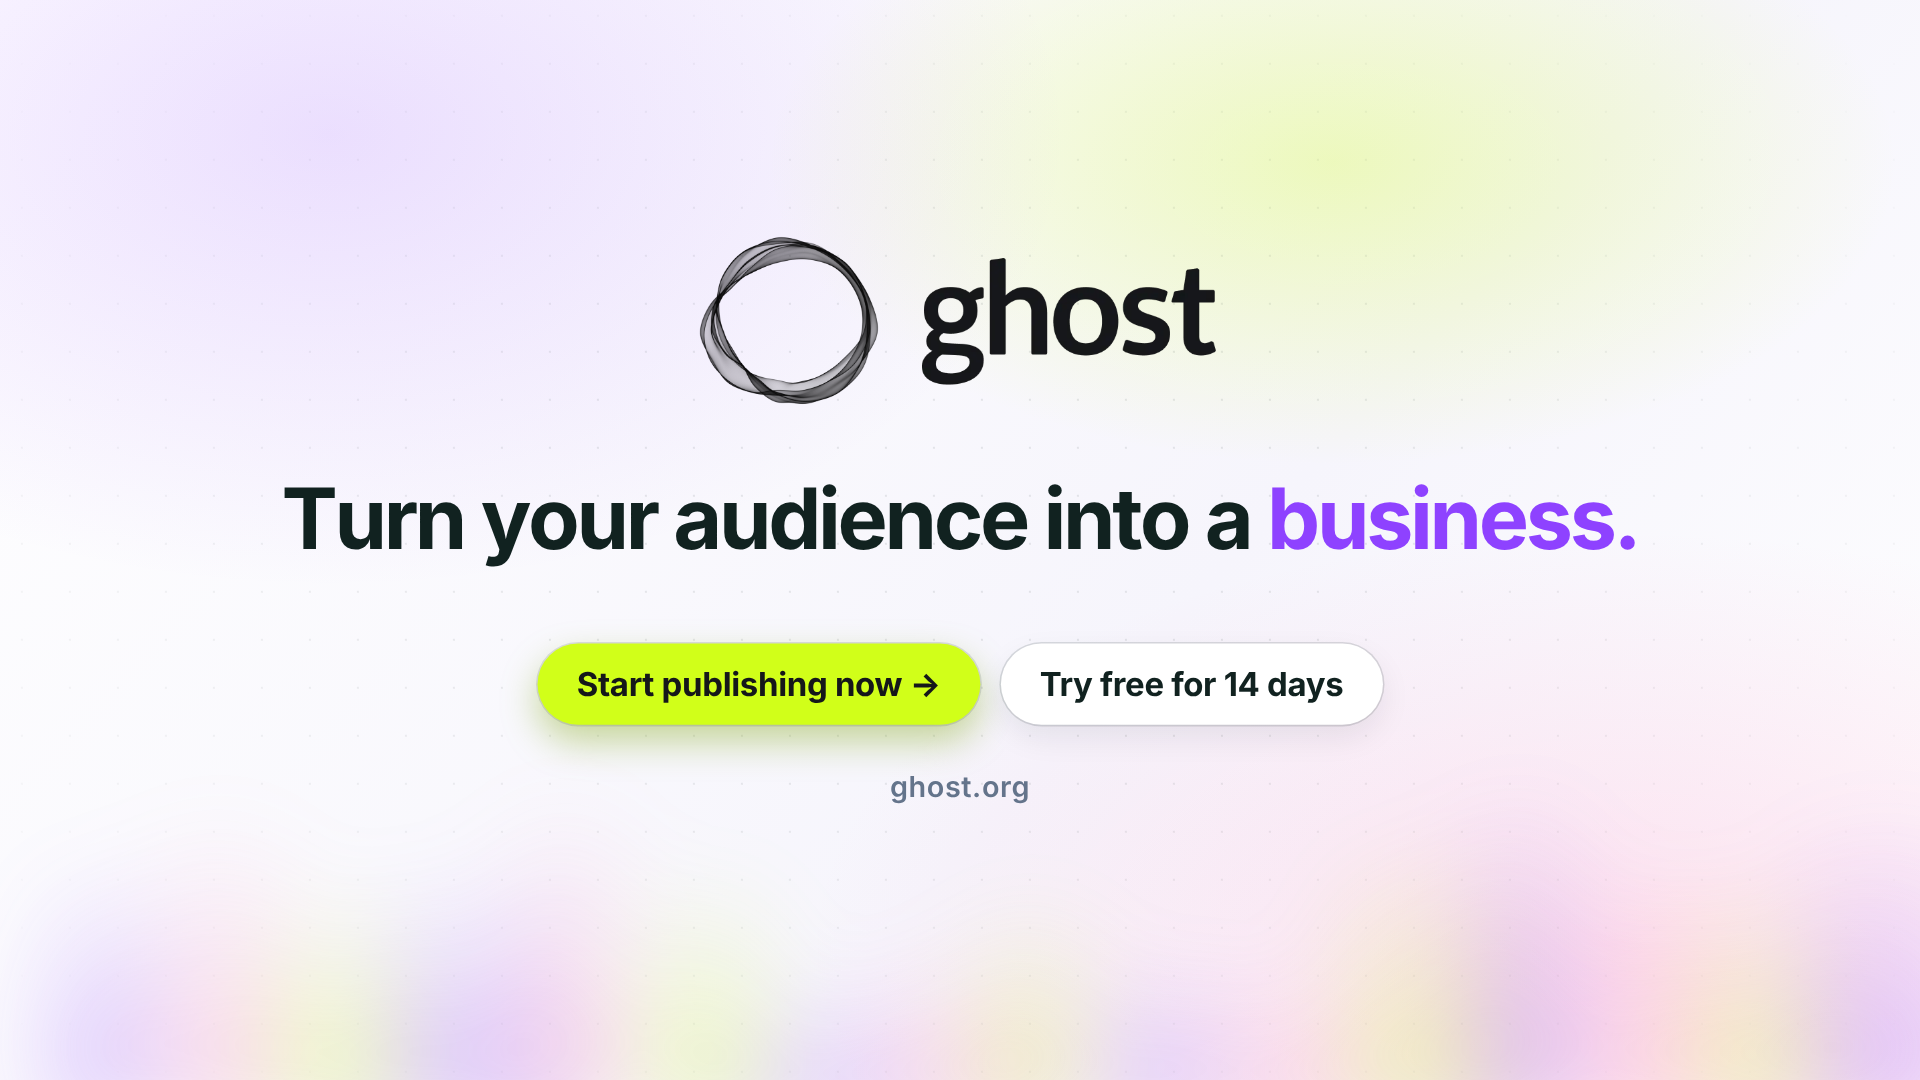 ghost
Turn your audience into a business.
Start publishing now →
Try free for 14 days
ghost.org